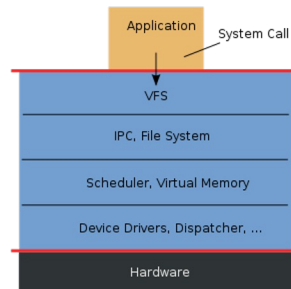 Application
System Call
VFS
IPC, File System
Scheduler, Virtual Memory
Device Drivers, Dispatcher, ...
Hardware